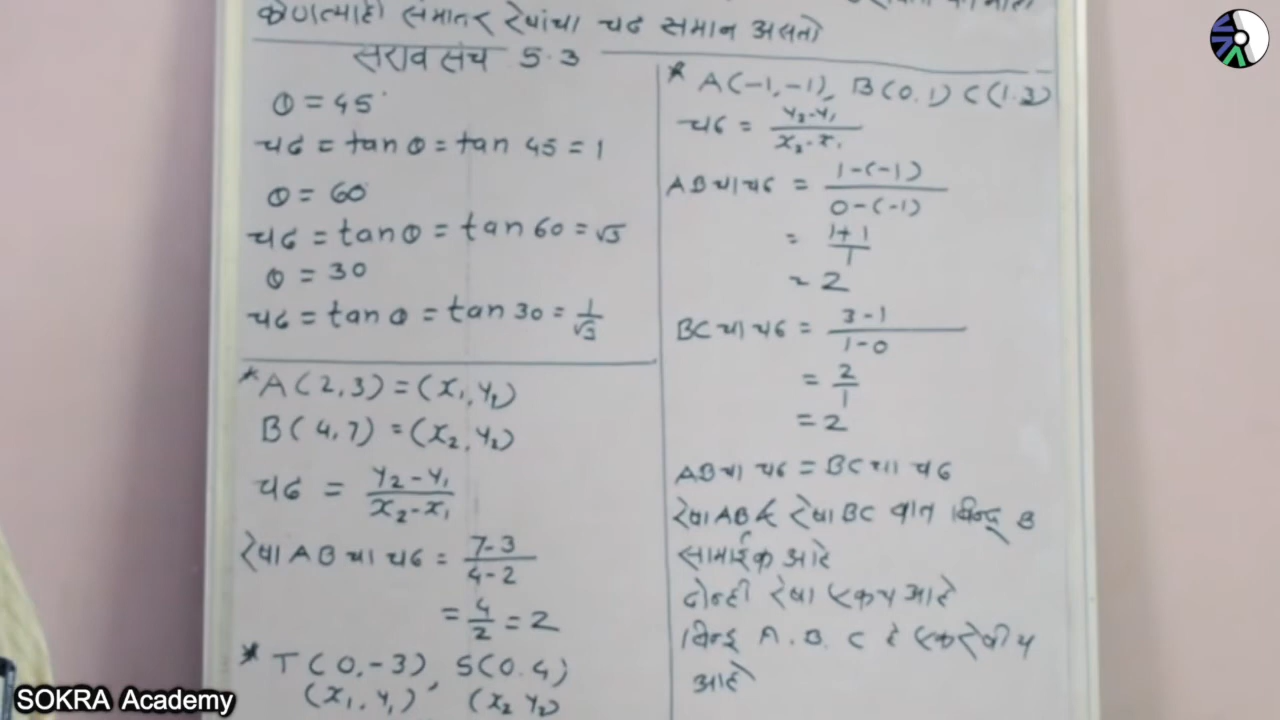 कोणत्याही समांतर रेषांचा चढ समान असतो
सराव संच 5.3
θ = 45°
चढ = tan θ = tan 45 = 1
θ = 60°
चढ = tan θ = tan 60 = √3
θ = 30
चढ = tan θ = tan 30 = 1/√3
* A(2,3) = (x₁, y₂)
B(4,7) = (x₂, y₂)
चढ = y₂-y₁/x₂-x₁
रेषा AB चा चढ = 7-3/4-2
= 4/2 = 2
* T(0,-3), S(0.4)
(x₁, y₁) (x₂ y₂)
* A(-1,-1), B(0,1) C(1.3)
चढ = y₂-y₁/x₂-x₁
AB चा चढ = 1-(-1)/0-(-1)
= 1+1/1
= 2
BC चा चढ = 3-1/1-0
= 2/1
= 2
AB चा चढ = BC चा चढ
रेषा AB व रेषा BC यात बिन्दू B
सामाईक आहे
दोन्ही रेषा एकच आहे
बिन्दू A. B. C हे एकरेषीय
आहे
SOKRA Academy